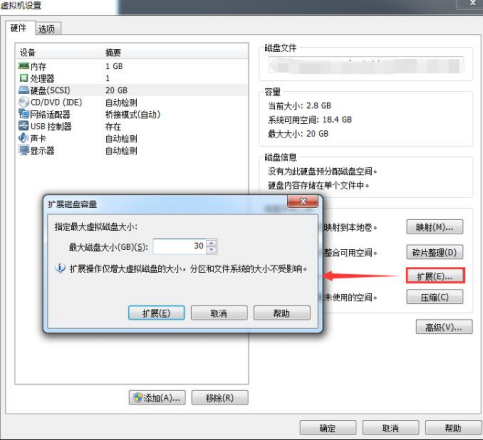 虚拟机设置
硬件 选项
设备 摘要
内存 1 GB
处理器 1
硬盘(SCSI) 20 GB
CD/DVD (IDE) 自动检测
网络适配器 桥接模式(自动)
USB 控制器 存在
声卡 自动检测
显示器 自动检测
磁盘文件
容量
当前大小: 2.8 GB
系统可用空间: 18.4 GB
最大大小: 20 GB
磁盘信息
没有为此硬盘预分配磁盘空间。
硬盘内容存储在单个文件中。
映射到本地卷。 映射(M)...
整合可用空间。 碎片整理(D)
扩展(E)...
未使用的空间。 压缩(C)
高级(V)...
扩展磁盘容量
指定最大虚拟磁盘大小:
最大磁盘大小(GB)(S): 30
扩展操作仅增大虚拟磁盘的大小，分区和文件系统的大小不受影响。
扩展(E) 取消 帮助
添加(A)... 移除(R)
确定 取消 帮助